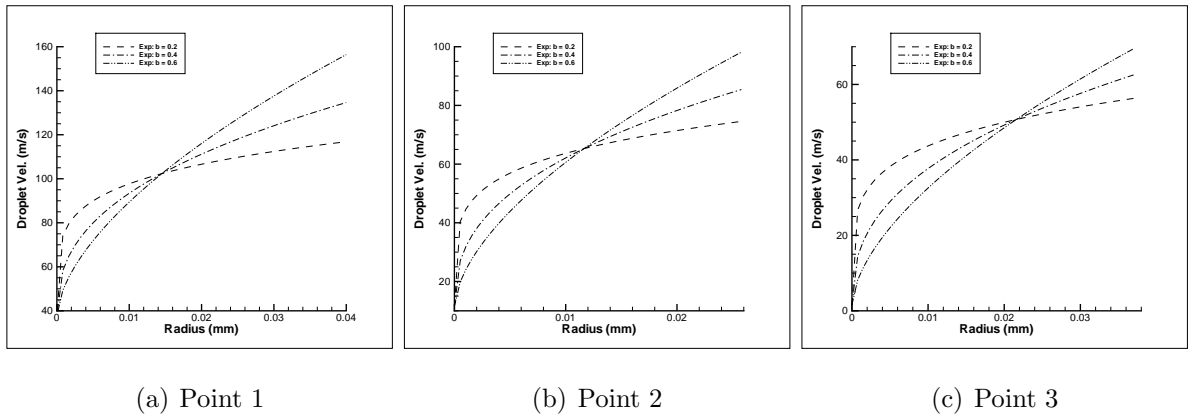 Droplet Vel. (m/s)
160
140
120
100
80
60
40
Exp: b = 0.2
Exp: b = 0.4
Exp: b = 0.6
0 0.01 0.02 0.03 0.04
Radius (mm)
(a) Point 1
Droplet Vel. (m/s)
100
80
60
40
20
Exp: b = 0.2
Exp: b = 0.4
Exp: b = 0.6
0 0.01 0.02
Radius (mm)
(b) Point 2
Droplet Vel. (m/s)
60
40
20
0
Exp: b = 0.2
Exp: b = 0.4
Exp: b = 0.6
0 0.01 0.02 0.03
Radius (mm)
(c) Point 3